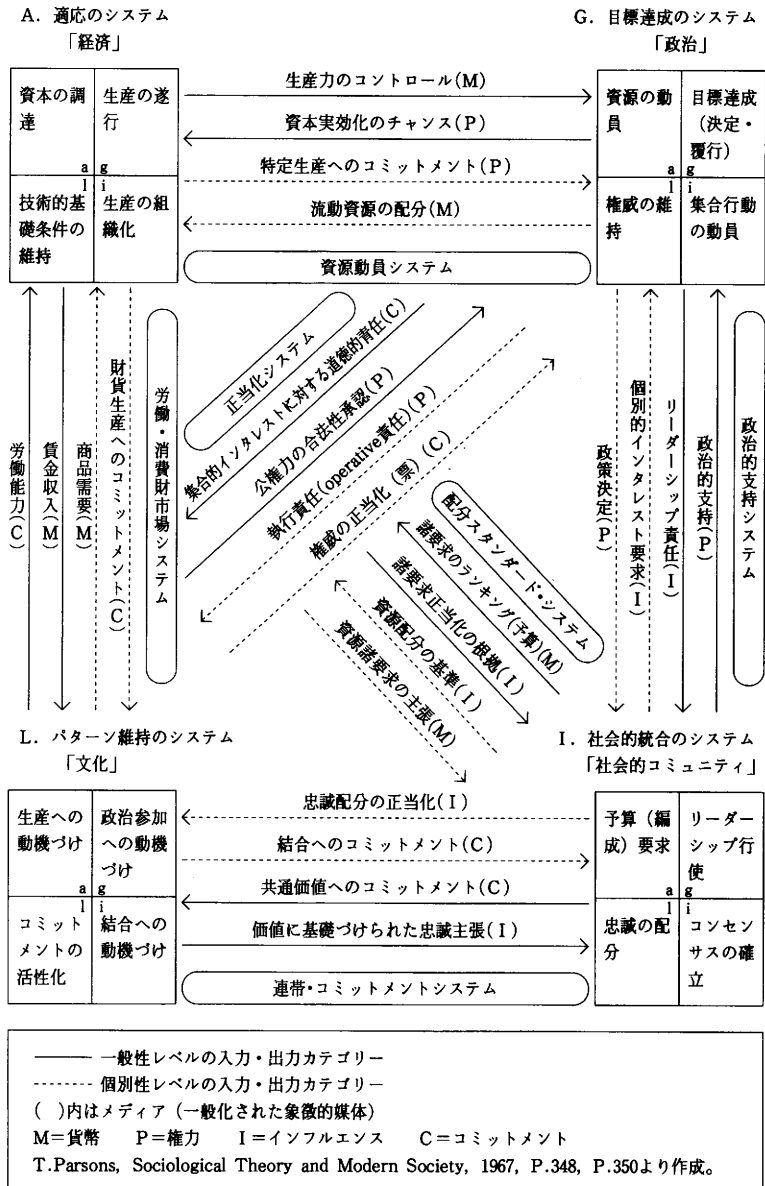 A．適応のシステム
「経済」
G．目標達成のシステム
「政治」
資本の調
達
生産の遂
行
a g
l i
技術的基
礎条件の
維持
生産の組
織化
生産力のコントロール(M)
資本実効化のチャンス(P)
特定生産へのコミットメント(P)
流動資源の配分(M)
資源動員システム
資源の動
員
目標達成
(決定・
覆行)
a g
l i
権威の維
持
集合行動
の動員
労働能力(C)
賃金収入(M)
商品需要(M)
財貨生産へのコミットメント(C)
労働・消費財市場システム
正当化システム
集合的インタレストに対する道徳的責任(C)
公権力の合法性承認(P)
執行責任(operative責任)(P)
権威の正当化（票）(C)
配分スタンダード・システム
諸要求のランキング(予算)(M)
諸要求正当化の根拠(I)
資源配分の基準(I)
資源諸要求の主張(M)
政策決定(P)
個別的インタレスト要求(I)
リーダーシップ責任(I)
政治的支持(P)
政治的支持システム
L．パターン維持のシステム
「文化」
I．社会的統合のシステム
「社会的コミュニティ」
生産への
動機づけ
政治参加
への動機
づけ
a g
l i
コミット
メントの
活性化
結合への
動機づけ
忠誠配分の正当化(I)
結合へのコミットメント(C)
共通価値へのコミットメント(C)
価値に基礎づけられた忠誠主張(I)
連帯・コミットメントシステム
予算（編
成）要求
リーダー
シップ行
使
a g
l i
忠誠の配
分
コンセン
サスの確
立
一般性レベルの入力・出力カテゴリー
個別性レベルの入力・出力カテゴリー
(　)内はメディア（一般化された象徴的媒体）
M＝貨幣　P＝権力　I＝インフルエンス　C＝コミットメント
T.Parsons, Sociological Theory and Modern Society, 1967, P.348, P.350より作成。